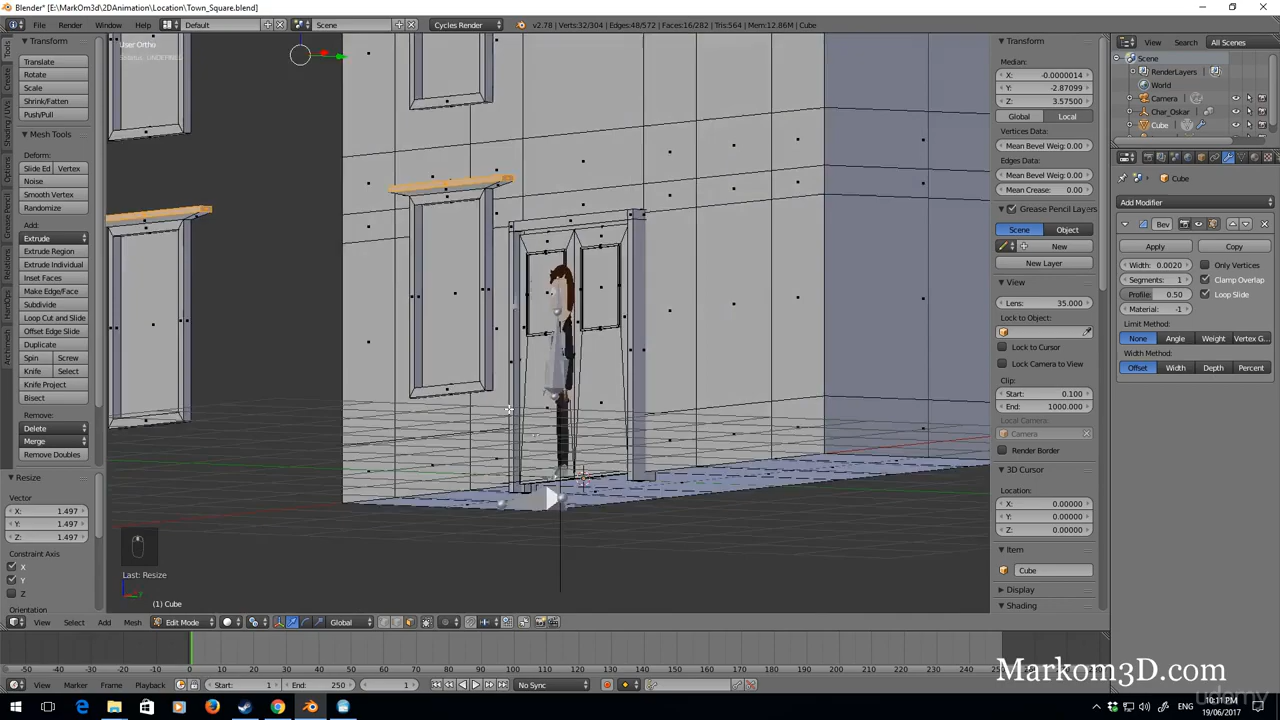 Blender* [E:\MarkOm3d\2DAnimation\Location\Town_Square.blend]
File Render Window Help Default Scene Cycles Render v2.78 | Verts:32/304 | Edges:48/572 | Faces:16/282 | Tris:564 | Mem:12.86M | Cube
View Search All Scenes
Scene
RenderLayers
World
Camera
Char_Oskar
Cube
Cube
Add Modifier
Bev
Apply Copy
Width: 0.0020 Only Vertices
Segments: 1 Clamp Overlap
Profile: 0.50 Loop Slide
Material: -1
Limit Method:
None Angle Weight Vertex G...
Width Method:
Offset Width Depth Percent
Tools
Create
Shading / UVs
Options
Grease Pencil
Relations
HardOps
Archimesh
Transform
Translate
Rotate
Scale
Shrink/Fatten
Push/Pull
Mesh Tools
Deform:
Slide Ed Vertex
Noise
Smooth Vertex
Randomize
Add:
Extrude
Extrude Region
Extrude Individual
Inset Faces
Make Edge/Face
Subdivide
Loop Cut and Slide
Offset Edge Slide
Duplicate
Spin Screw
Knife Select
Knife Project
Bisect
Remove:
Delete
Merge
Remove Doubles
Resize
Vector
X: 1.497
Y: 1.497
Z: 1.497
Constraint Axis
X
Y
Z
Orientation
User Ortho
Last: Resize
(1) Cube
Transform
Median:
X: -0.0000014
Y: -2.87099
Z: 3.57500
Global Local
Vertices Data:
Mean Bevel Weig: 0.00
Edges Data:
Mean Bevel Weig: 0.00
Mean Crease: 0.00
Grease Pencil Layers
Scene Object
New
New Layer
View
Lens: 35.000
Lock to Object:
Lock to Cursor
Lock Camera to View
Clip:
Start: 0.100
End: 1000.000
Local Camera:
Camera
Render Border
3D Cursor
Location:
X: 0.00000
Y: 0.00000
Z: 0.00000
Item
Cube
Display
Shading
View Select Add Mesh Edit Mode Global
-50 -40 -30 -20 -10 0 10 20 30 40 50 60 70 80 90 100 110 120 130 140 150 160 170 180 190 200 210 220 230 240
View Marker Frame Playback Start: 1 End: 250 1 No Sync
Markom3D.com
udemy
ENG
10:11 PM
19/06/2017